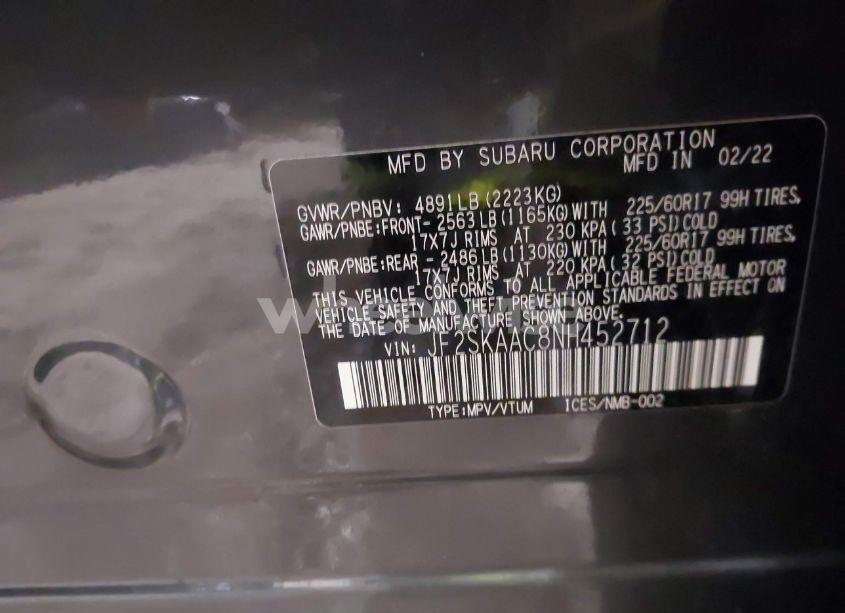 MFD BY SUBARU CORPORATION
MFD IN 02/22
GVWR/PNBV: 4891LB(2223KG)
GAWR/PNBE:FRONT- 2563LB(1165KG)WITH 225/60R17 99H TIRES,
17X7J RIMS AT 230 KPA( 33 PSI)COLD
GAWR/PNBE:REAR - 2486LB(1130KG)WITH 225/60R17 99H TIRES,
17X7J RIMS AT 220 KPA( 32 PSI)COLD
THIS VEHICLE CONFORMS TO ALL APPLICABLE FEDERAL MOTOR
VEHICLE SAFETY AND THEFT PREVENTION STANDARDS IN EFFECT ON
THE DATE OF MANUFACTURE SHOWN ABOVE.
VIN: JF2SKAAC8NH452712
TYPE:MPV/VTUM ICES/NMB-002